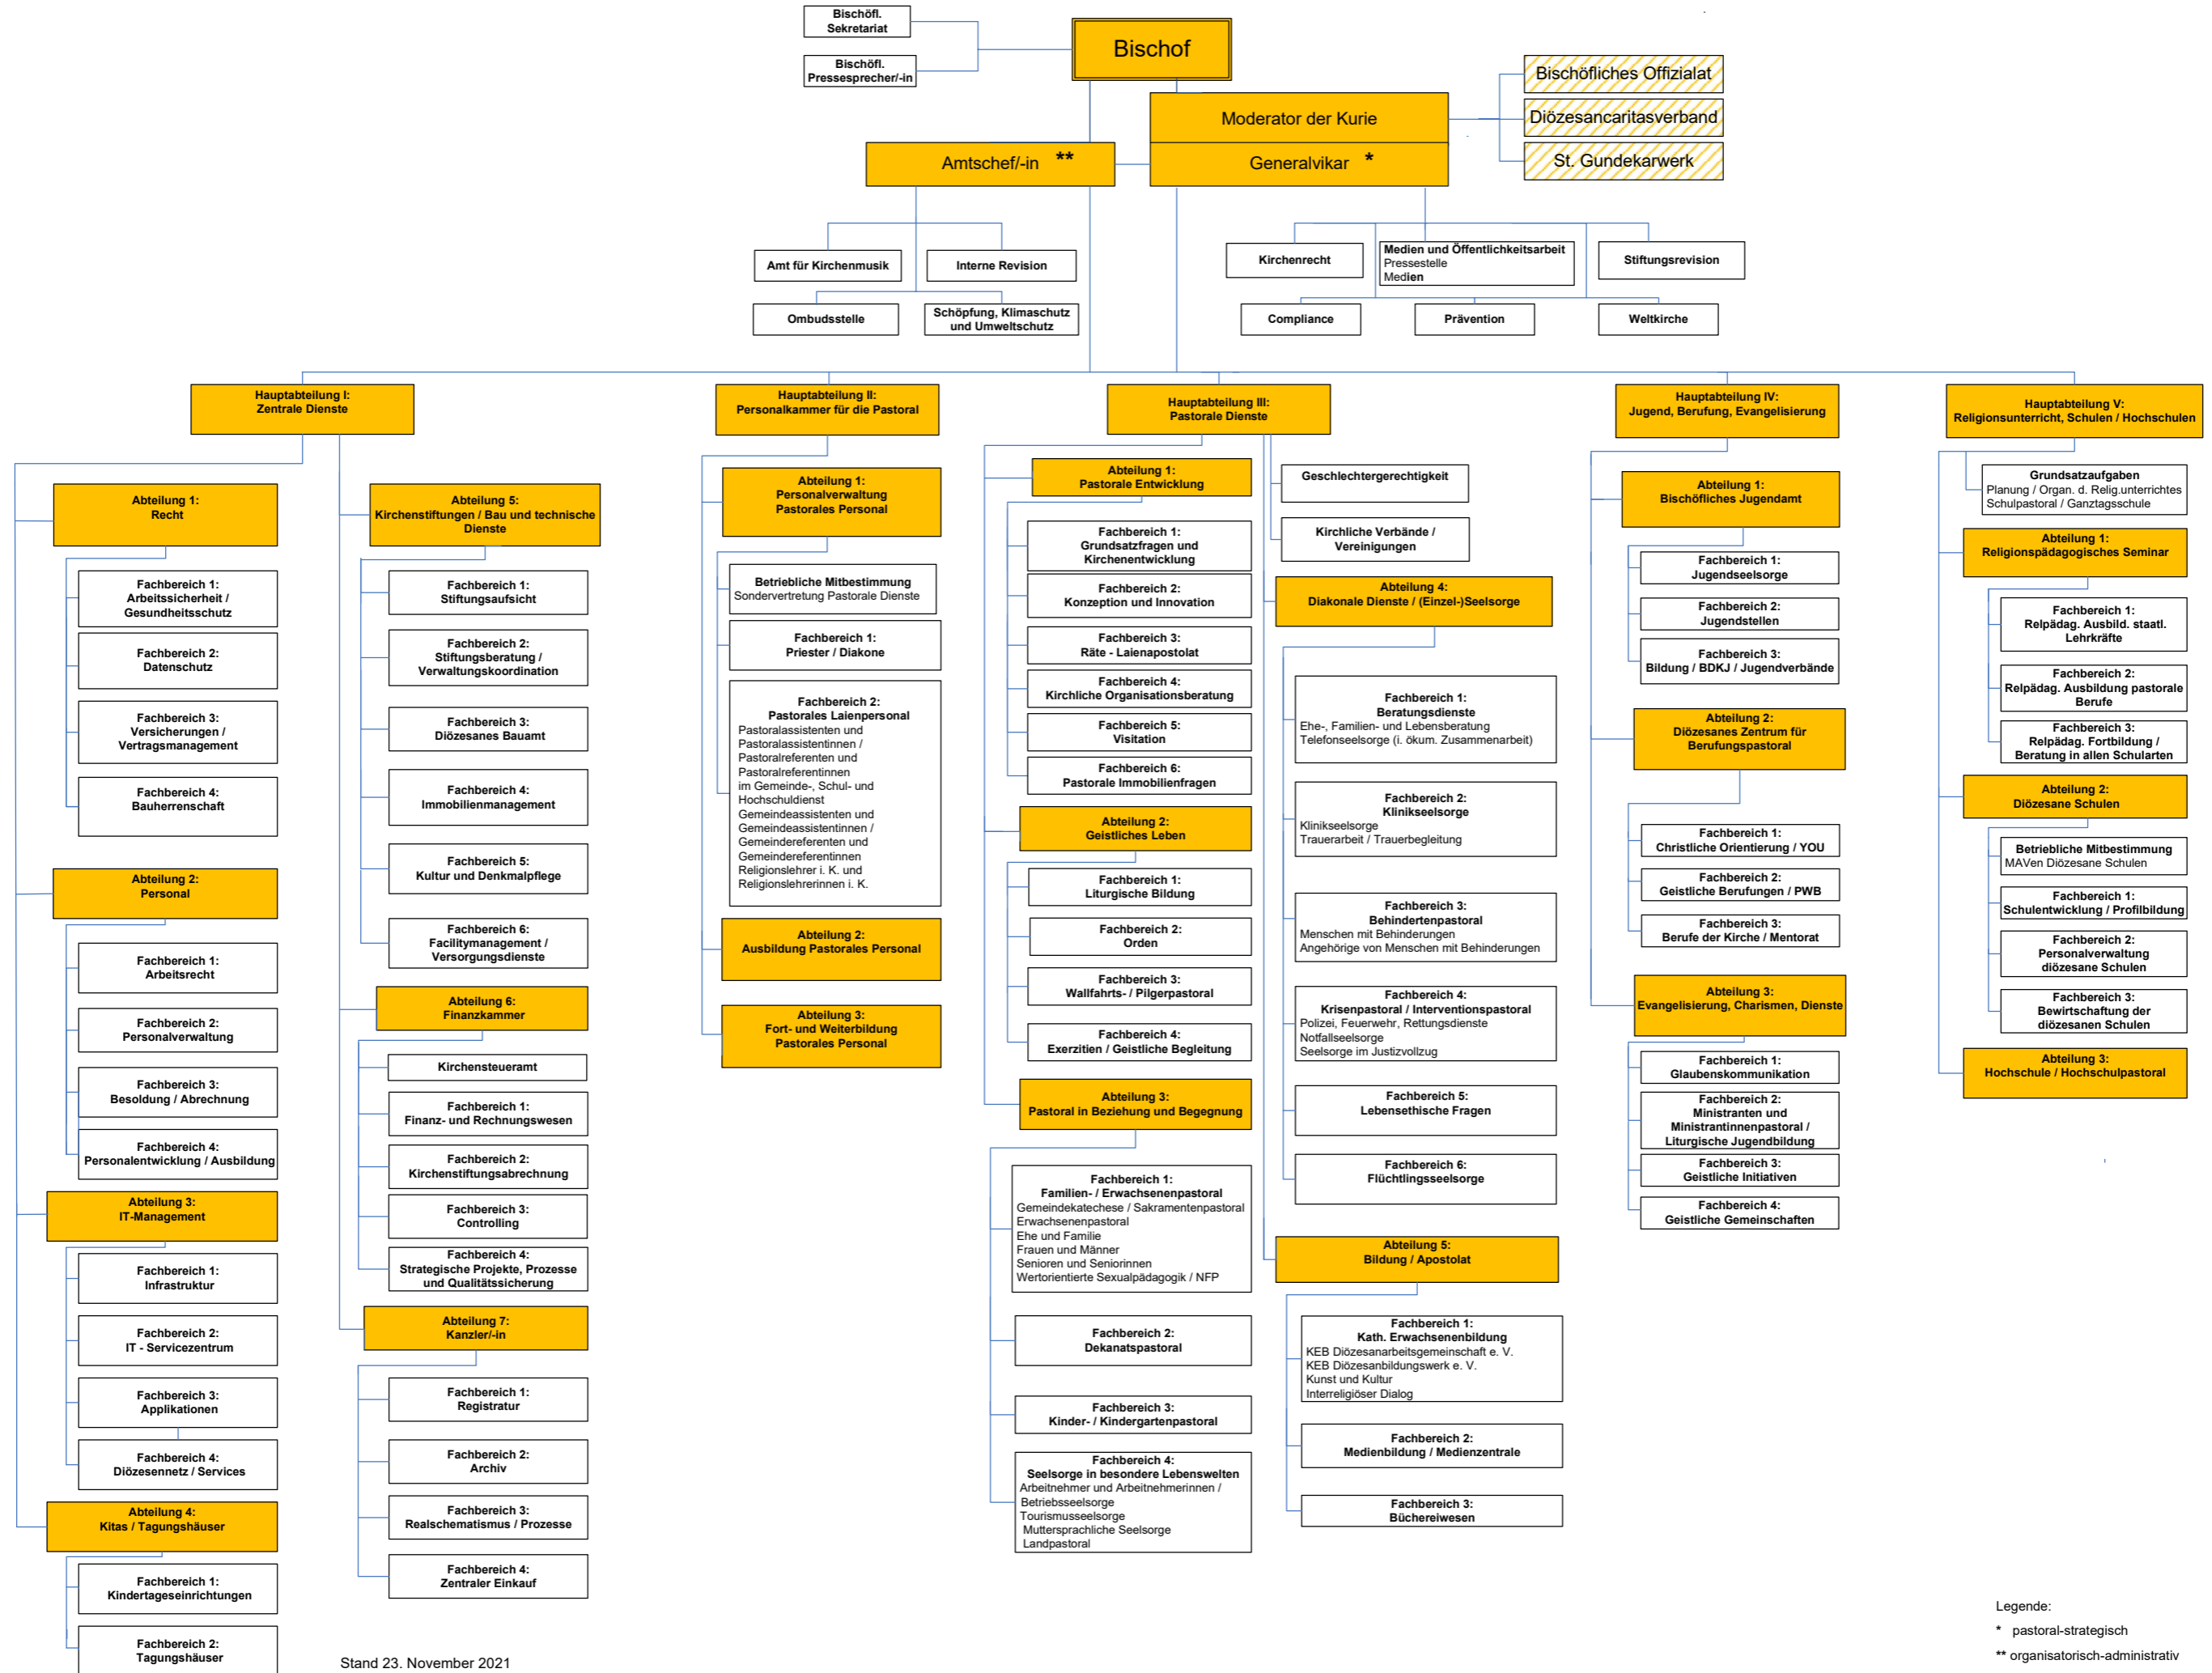 Bischöfl.
Sekretariat
Bischöfl.
Pressesprecher/-in
Bischof
Moderator der Kurie
Amtschef/-in **
Generalvikar *
Bischöfliches Offizialat
Diözesancaritasverband
St. Gundekarwerk
Amt für Kirchenmusik
Interne Revision
Ombudsstelle
Schöpfung, Klimaschutz
und Umweltschutz
Kirchenrecht
Medien und Öffentlichkeitsarbeit
Pressestelle
Medien
Stiftungsrevision
Compliance
Prävention
Weltkirche
Hauptabteilung I:
Zentrale Dienste
Abteilung 1:
Recht
Fachbereich 1:
Arbeitssicherheit /
Gesundheitsschutz
Fachbereich 2:
Datenschutz
Fachbereich 3:
Versicherungen /
Vertragsmanagement
Fachbereich 4:
Bauherrenschaft
Abteilung 2:
Personal
Fachbereich 1:
Arbeitsrecht
Fachbereich 2:
Personalverwaltung
Fachbereich 3:
Besoldung / Abrechnung
Fachbereich 4:
Personalentwicklung / Ausbildung
Abteilung 3:
IT-Management
Fachbereich 1:
Infrastruktur
Fachbereich 2:
IT - Servicezentrum
Fachbereich 3:
Applikationen
Fachbereich 4:
Diözesennetz / Services
Abteilung 4:
Kitas / Tagungshäuser
Fachbereich 1:
Kindertageseinrichtungen
Fachbereich 2:
Tagungshäuser
Abteilung 5:
Kirchenstiftungen / Bau und technische
Dienste
Fachbereich 1:
Stiftungsaufsicht
Fachbereich 2:
Stiftungsberatung /
Verwaltungskoordination
Fachbereich 3:
Diözesanes Bauamt
Fachbereich 4:
Immobilienmanagement
Fachbereich 5:
Kultur und Denkmalpflege
Fachbereich 6:
Facilitymanagement /
Versorgungsdienste
Abteilung 6:
Finanzkammer
Kirchensteueramt
Fachbereich 1:
Finanz- und Rechnungswesen
Fachbereich 2:
Kirchenstiftungsabrechnung
Fachbereich 3:
Controlling
Fachbereich 4:
Strategische Projekte, Prozesse
und Qualitätssicherung
Abteilung 7:
Kanzler/-in
Fachbereich 1:
Registratur
Fachbereich 2:
Archiv
Fachbereich 3:
Realschematismus / Prozesse
Fachbereich 4:
Zentraler Einkauf
Hauptabteilung II:
Personalkammer für die Pastoral
Abteilung 1:
Personalverwaltung
Pastorales Personal
Betriebliche Mitbestimmung
Sondervertretung Pastorale Dienste
Fachbereich 1:
Priester / Diakone
Fachbereich 2:
Pastorales Laienpersonal
Pastoralassistenten und
Pastoralassistentinnen /
Pastoralreferenten und
Pastoralreferentinnen
im Gemeinde-, Schul- und
Hochschuldienst
Gemeindeassistenten und
Gemeindeassistentinnen /
Gemeindereferenten und
Gemeindereferentinnen
Religionslehrer i. K. und
Religionslehrerinnen i. K.
Abteilung 2:
Ausbildung Pastorales Personal
Abteilung 3:
Fort- und Weiterbildung
Pastorales Personal
Hauptabteilung III:
Pastorale Dienste
Abteilung 1:
Pastorale Entwicklung
Fachbereich 1:
Grundsatzfragen und
Kirchenentwicklung
Fachbereich 2:
Konzeption und Innovation
Fachbereich 3:
Räte - Laienapostolat
Fachbereich 4:
Kirchliche Organisationsberatung
Fachbereich 5:
Visitation
Fachbereich 6:
Pastorale Immobilienfragen
Abteilung 2:
Geistliches Leben
Fachbereich 1:
Liturgische Bildung
Fachbereich 2:
Orden
Fachbereich 3:
Wallfahrts- / Pilgerpastoral
Fachbereich 4:
Exerzitien / Geistliche Begleitung
Abteilung 3:
Pastoral in Beziehung und Begegnung
Fachbereich 1:
Familien- / Erwachsenenpastoral
Gemeindekatechese / Sakramentenpastoral
Erwachsenenpastoral
Ehe und Familie
Frauen und Männer
Senioren und Seniorinnen
Wertorientierte Sexualpädagogik / NFP
Fachbereich 2:
Dekanatspastoral
Fachbereich 3:
Kinder- / Kindergartenpastoral
Fachbereich 4:
Seelsorge in besondere Lebenswelten
Arbeitnehmer und Arbeitnehmerinnen /
Betriebsseelsorge
Tourismusseelsorge
Muttersprachliche Seelsorge
Landpastoral
Geschlechtergerechtigkeit
Kirchliche Verbände /
Vereinigungen
Abteilung 4:
Diakonale Dienste / (Einzel-)Seelsorge
Fachbereich 1:
Beratungsdienste
Ehe-, Familien- und Lebensberatung
Telefonseelsorge (i. ökum. Zusammenarbeit)
Fachbereich 2:
Klinikseelsorge
Klinikseelsorge
Trauerarbeit / Trauerbegleitung
Fachbereich 3:
Behindertenpastoral
Menschen mit Behinderungen
Angehörige von Menschen mit Behinderungen
Fachbereich 4:
Krisenpastoral / Interventionspastoral
Polizei, Feuerwehr, Rettungsdienste
Notfallseelsorge
Seelsorge im Justizvollzug
Fachbereich 5:
Lebensethische Fragen
Fachbereich 6:
Flüchtlingsseelsorge
Abteilung 5:
Bildung / Apostolat
Fachbereich 1:
Kath. Erwachsenenbildung
KEB Diözesanarbeitsgemeinschaft e. V.
KEB Diözesanbildungswerk e. V.
Kunst und Kultur
Interreligiöser Dialog
Fachbereich 2:
Medienbildung / Medienzentrale
Fachbereich 3:
Büchereiwesen
Hauptabteilung IV:
Jugend, Berufung, Evangelisierung
Abteilung 1:
Bischöfliches Jugendamt
Fachbereich 1:
Jugendseelsorge
Fachbereich 2:
Jugendstellen
Fachbereich 3:
Bildung / BDKJ / Jugendverbände
Abteilung 2:
Diözesanes Zentrum für
Berufungspastoral
Fachbereich 1:
Christliche Orientierung / YOU
Fachbereich 2:
Geistliche Berufungen / PWB
Fachbereich 3:
Berufe der Kirche / Mentorat
Abteilung 3:
Evangelisierung, Charismen, Dienste
Fachbereich 1:
Glaubenskommunikation
Fachbereich 2:
Ministranten und
Ministrantinnenpastoral /
Liturgische Jugendbildung
Fachbereich 3:
Geistliche Initiativen
Fachbereich 4:
Geistliche Gemeinschaften
Hauptabteilung V:
Religionsunterricht, Schulen / Hochschulen
Grundsatzaufgaben
Planung / Organ. d. Relig.unterrichtes
Schulpastoral / Ganztagsschule
Abteilung 1:
Religionspädagogisches Seminar
Fachbereich 1:
Relpädag. Ausbild. staatl.
Lehrkräfte
Fachbereich 2:
Relpädag. Ausbildung pastorale
Berufe
Fachbereich 3:
Relpädag. Fortbildung /
Beratung in allen Schularten
Abteilung 2:
Diözesane Schulen
Betriebliche Mitbestimmung
MAVen Diözesane Schulen
Fachbereich 1:
Schulentwicklung / Profilbildung
Fachbereich 2:
Personalverwaltung
diözesane Schulen
Fachbereich 3:
Bewirtschaftung der
diözesanen Schulen
Abteilung 3:
Hochschule / Hochschulpastoral
Stand 23. November 2021
Legende:
* pastoral-strategisch
** organisatorisch-administrativ